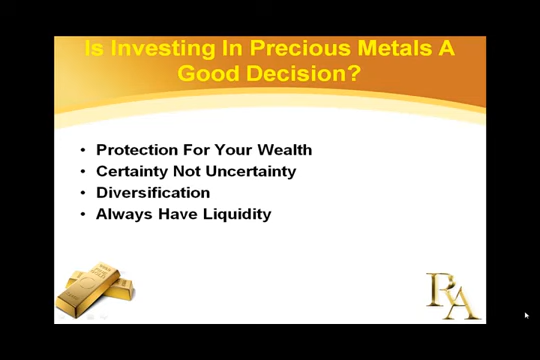 Is Investing In Precious Metals A
Good Decision?
• Protection For Your Wealth
• Certainty Not Uncertainty
• Diversification
• Always Have Liquidity
RA